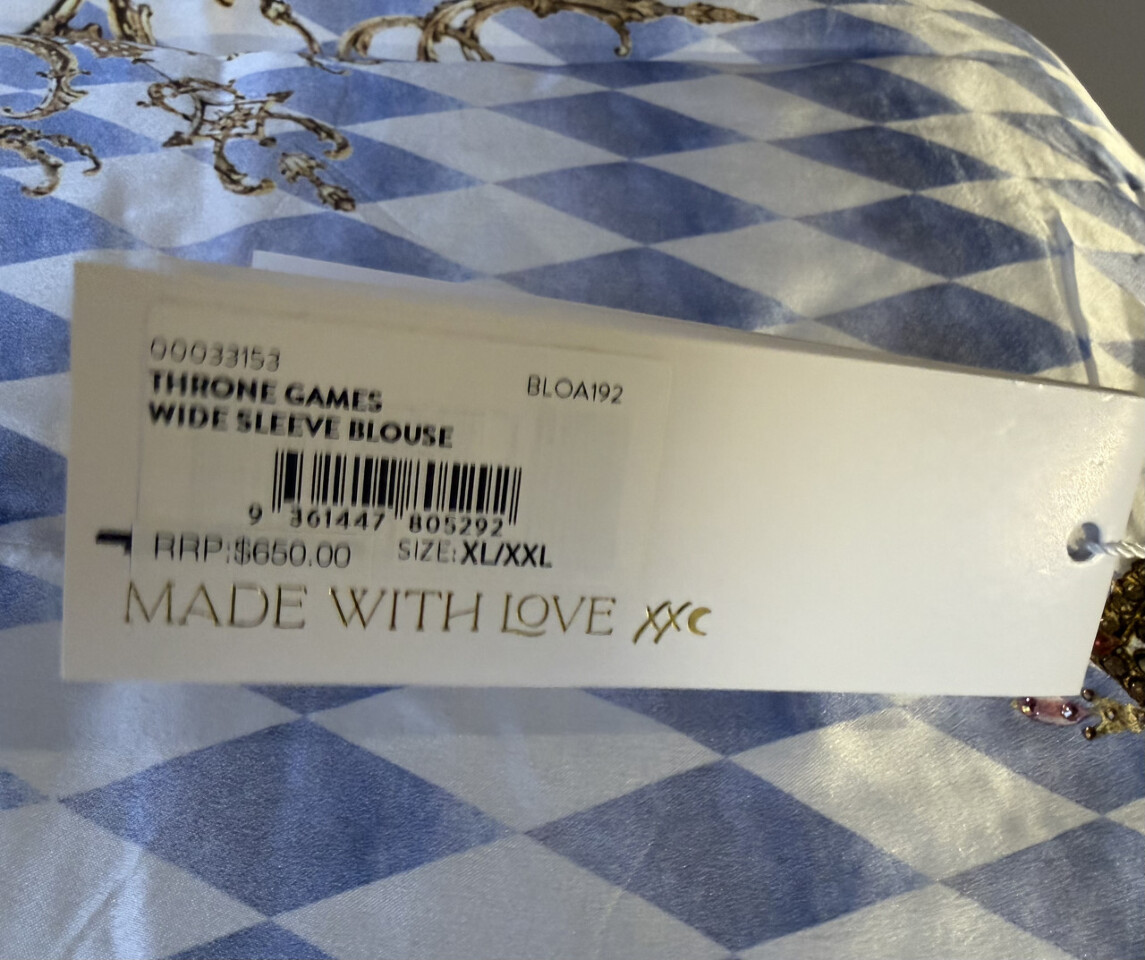 00033153
THRONE GAMES BLOA192
WIDE SLEEVE BLOUSE
9 361447 805292
RRP:$650.00 SIZE:XL/XXL
MADE WITH LOVE XXC